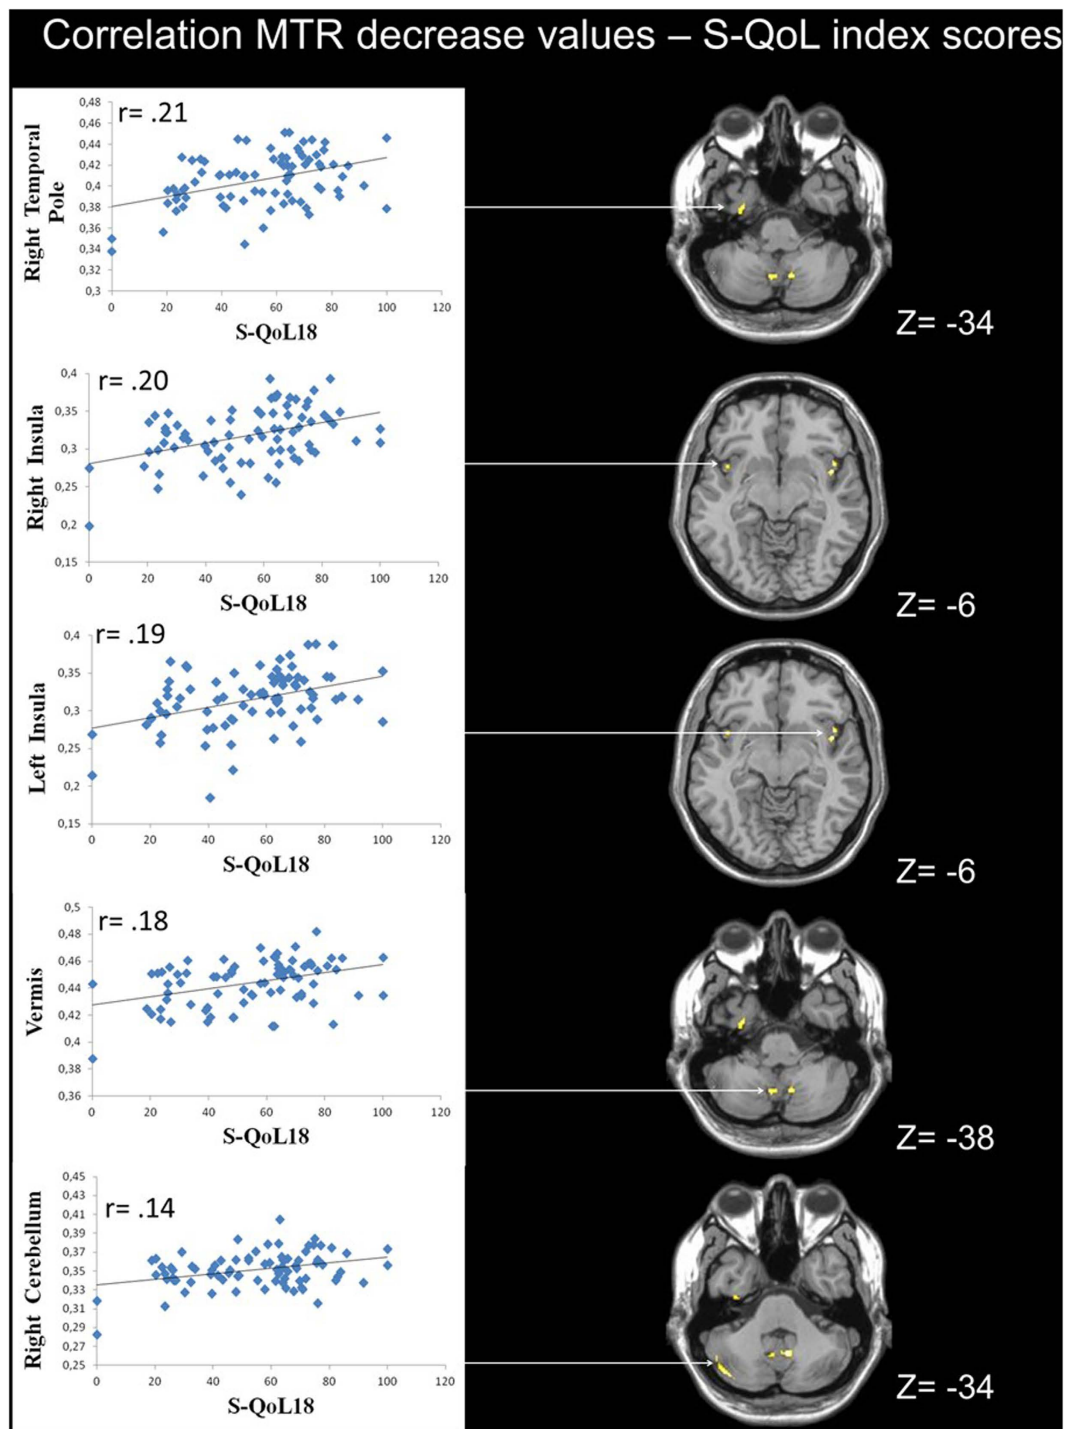 Correlation MTR decrease values – S-QoL index scores
Right Temporal
Pole
r= .21
0,48
0,46
0,44
0,42
0,4
0,38
0,36
0,34
0,32
0,3
0 20 40 60 80 100 120
S-QoL18
Z= -34
Right Insula
r= .20
0,4
0,35
0,3
0,25
0,2
0,15
0 20 40 60 80 100 120
S-QoL18
Z= -6
Left Insula
r= .19
0,4
0,35
0,3
0,25
0,2
0,15
0 20 40 60 80 100 120
S-QoL18
Z= -6
Vermis
r= .18
0,5
0,48
0,46
0,44
0,42
0,4
0,38
0,36
0 20 40 60 80 100 120
S-QoL18
Z= -38
Right Cerebellum
r= .14
0,45
0,43
0,41
0,39
0,37
0,35
0,33
0,31
0,29
0,27
0,25
0 20 40 60 80 100 120
S-QoL18
Z= -34